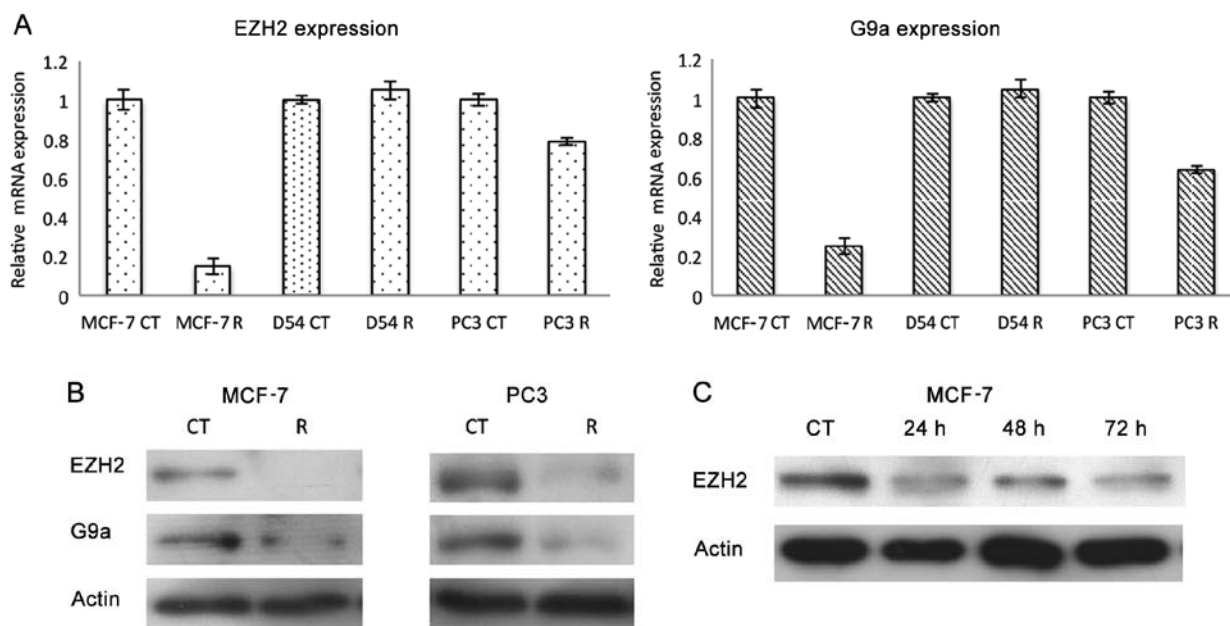 A
EZH2 expression
Relative mRNA expression
1.2
1
0.8
0.6
0.4
0.2
0
MCF-7 CT MCF-7 R D54 CT D54 R PC3 CT PC3 R
G9a expression
Relative mRNA expression
1.2
1
0.8
0.6
0.4
0.2
0
MCF-7 CT MCF-7 R D54 CT D54 R PC3 CT PC3 R
B
MCF-7
CT R
PC3
CT R
EZH2
G9a
Actin
C
MCF-7
CT 24 h 48 h 72 h
EZH2
Actin